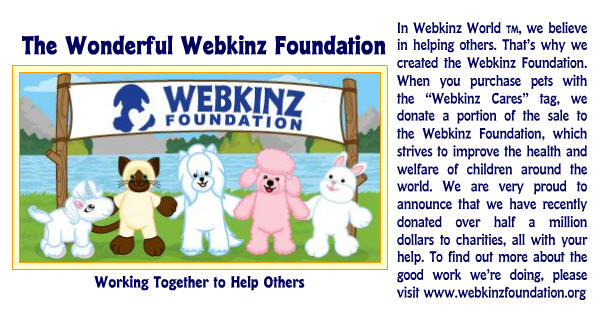 The Wonderful Webkinz Foundation
WEBKINZ
FOUNDATION
Working Together to Help Others
In Webkinz World TM, we believe
in helping others. That's why we
created the Webkinz Foundation.
When you purchase pets with
the “Webkinz Cares” tag, we
donate a portion of the sale to
the Webkinz Foundation, which
strives to improve the health and
welfare of children around the
world. We are very proud to
announce that we have recently
donated over half a million
dollars to charities, all with your
help. To find out more about the
good work we're doing, please
visit www.webkinzfoundation.org